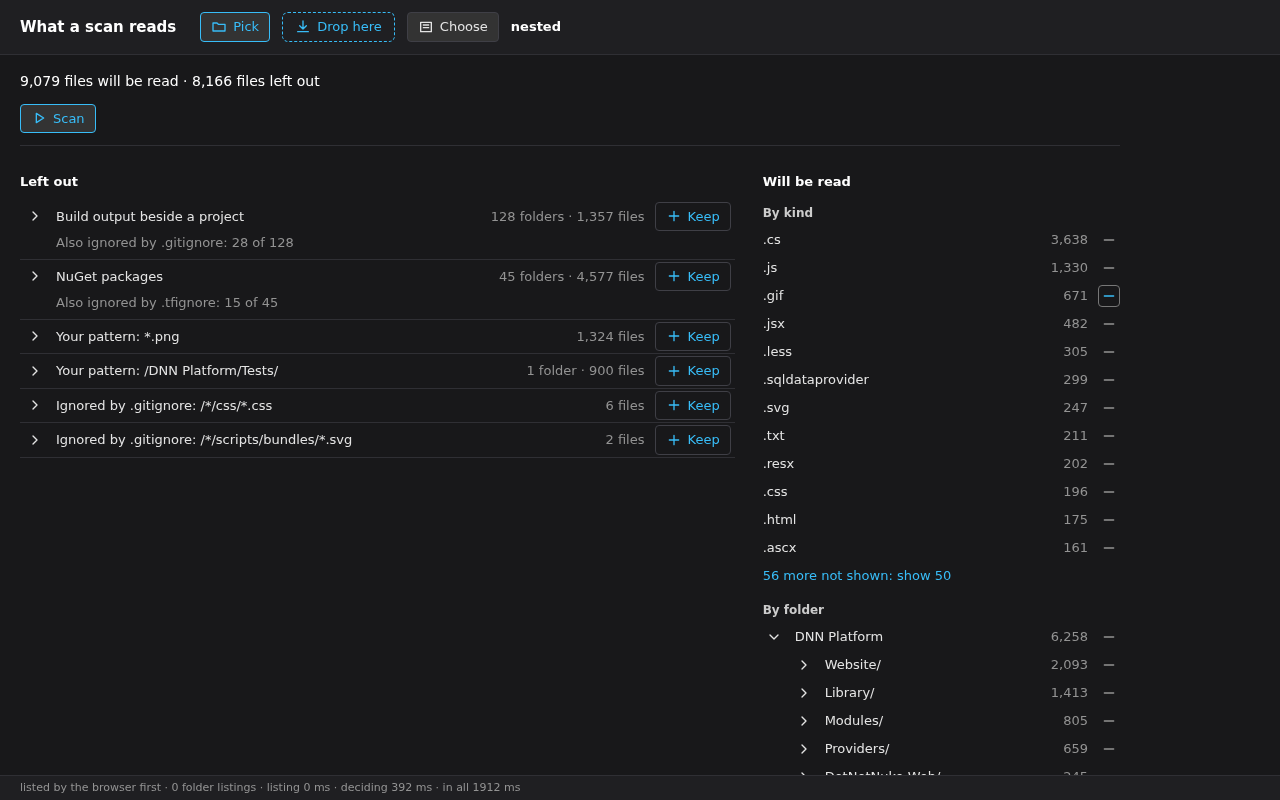 What a scan reads Pick Drop here Choose nested
9,079 files will be read · 8,166 files left out
Scan
Left out
Build output beside a project 128 folders · 1,357 files Keep
Also ignored by .gitignore: 28 of 128
NuGet packages 45 folders · 4,577 files Keep
Also ignored by .tfignore: 15 of 45
Your pattern: *.png 1,324 files Keep
Your pattern: /DNN Platform/Tests/ 1 folder · 900 files Keep
Ignored by .gitignore: /*/css/*.css 6 files Keep
Ignored by .gitignore: /*/scripts/bundles/*.svg 2 files Keep
Will be read
By kind
.cs 3,638
.js 1,330
.gif 671
.jsx 482
.less 305
.sqldataprovider 299
.svg 247
.txt 211
.resx 202
.css 196
.html 175
.ascx 161
56 more not shown: show 50
By folder
DNN Platform 6,258
Website/ 2,093
Library/ 1,413
Modules/ 805
Providers/ 659
listed by the browser first · 0 folder listings · listing 0 ms · deciding 392 ms · in all 1912 ms